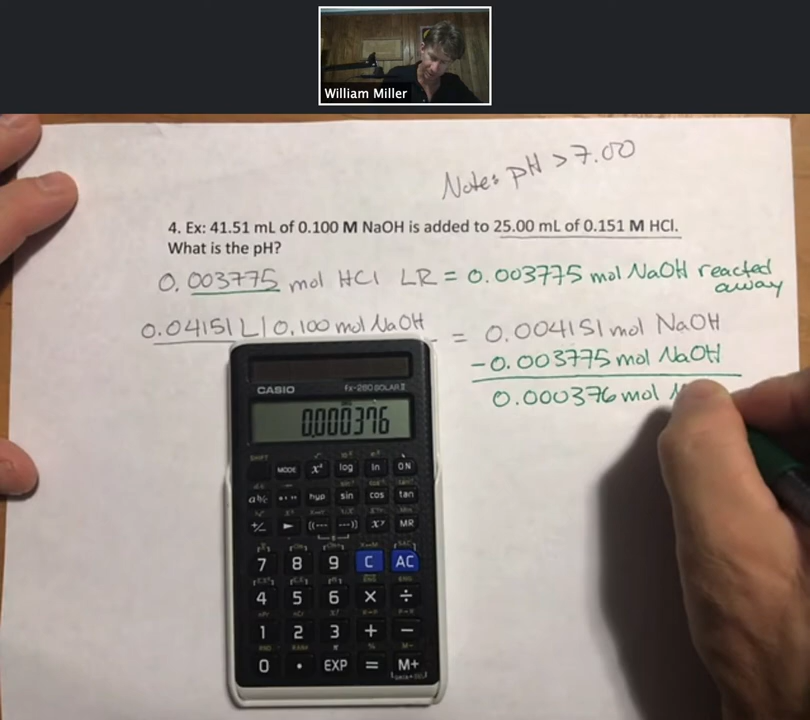 William Miller
Note: pH > 7.00
4. Ex: 41.51 mL of 0.100 M NaOH is added to 25.00 mL of 0.151 M HCl.
What is the pH?
0.003775 mol HCl LR = 0.003775 mol NaOH reacted
away
0.04151 L | 0.100 mol NaOH = 0.004151 mol NaOH
-0.003775 mol NaOH
0.000376 mol
CASIO fx-260 SOLAR II
0.000376
SHIFT
MODE log ln ON
hyp sin cos tan
+/- ► MR
7 8 9 C AC
4 5 6 × ÷
1 2 3 + −
0 • EXP = M+